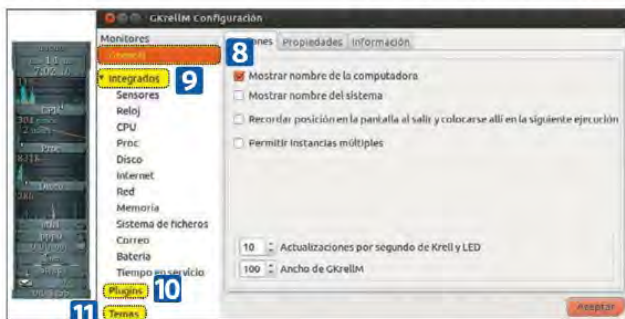 GKrellM Configuración
Monitores
General
Integrados
Sensores
Reloj
CPU
Proc
Disco
Internet
Red
Memoria
Sistema de ficheros
Correo
Batería
Tiempo en servicio
Plugins
Temas
8
9
10
11
Propiedades
Información
Mostrar nombre de la computadora
Mostrar nombre del sistema
Recordar posición en la pantalla al salir y colocarse allí en la siguiente ejecución
Permitir instancias múltiples
10 Actualizaciones por segundo de Krell y LED
100 Ancho de GKrellM
Aceptar
CPU
Proc
Disco